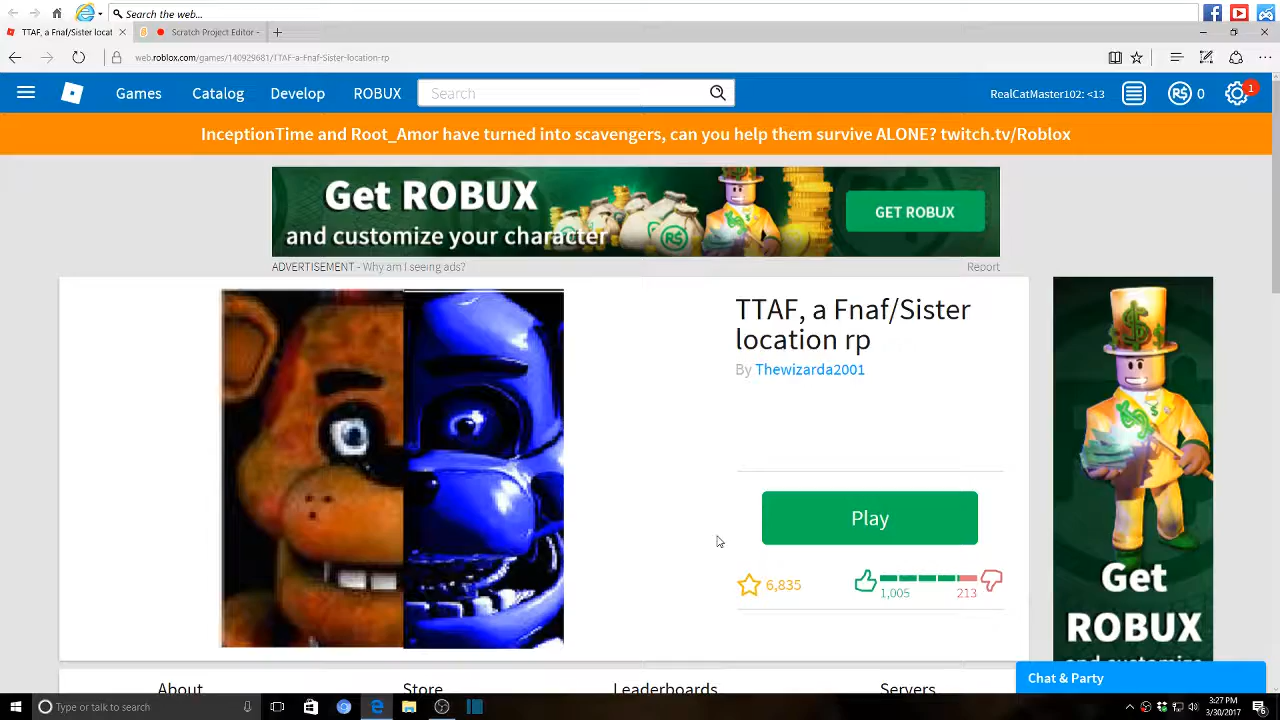 Search the web...
TTAF, a Fnaf/Sister locat
Scratch Project Editor -
web.roblox.com/games/140929681/TTAF-a-Fnaf-Sister-location-rp
Games
Catalog
Develop
ROBUX
Search
RealCatMaster102: <13
0
1
InceptionTime and Root_Amor have turned into scavengers, can you help them survive ALONE? twitch.tv/Roblox
Get ROBUX
and customize your character
GET ROBUX
ADVERTISEMENT - Why am I seeing ads?
Report
TTAF, a Fnaf/Sister
location rp
By Thewizarda2001
Play
6,835
1,005
213
Get
ROBUX
and customize
About
Store
Leaderboards
Servers
Chat & Party
Type or talk to search
3:27 PM
3/30/2017